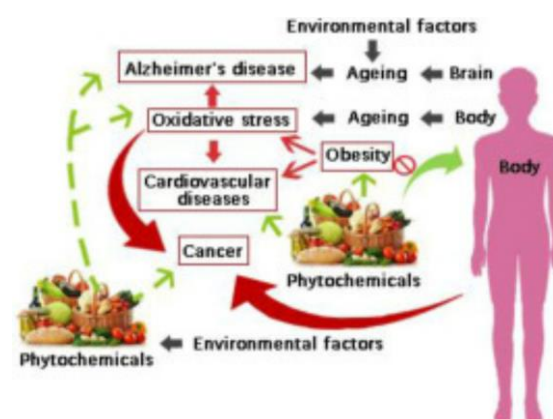 Environmental factors
Alzheimer's disease
Ageing
Brain
Oxidative stress
Ageing
Body
Obesity
Body
Cardiovascular
diseases
Cancer
Phytochemicals
Phytochemicals
Environmental factors